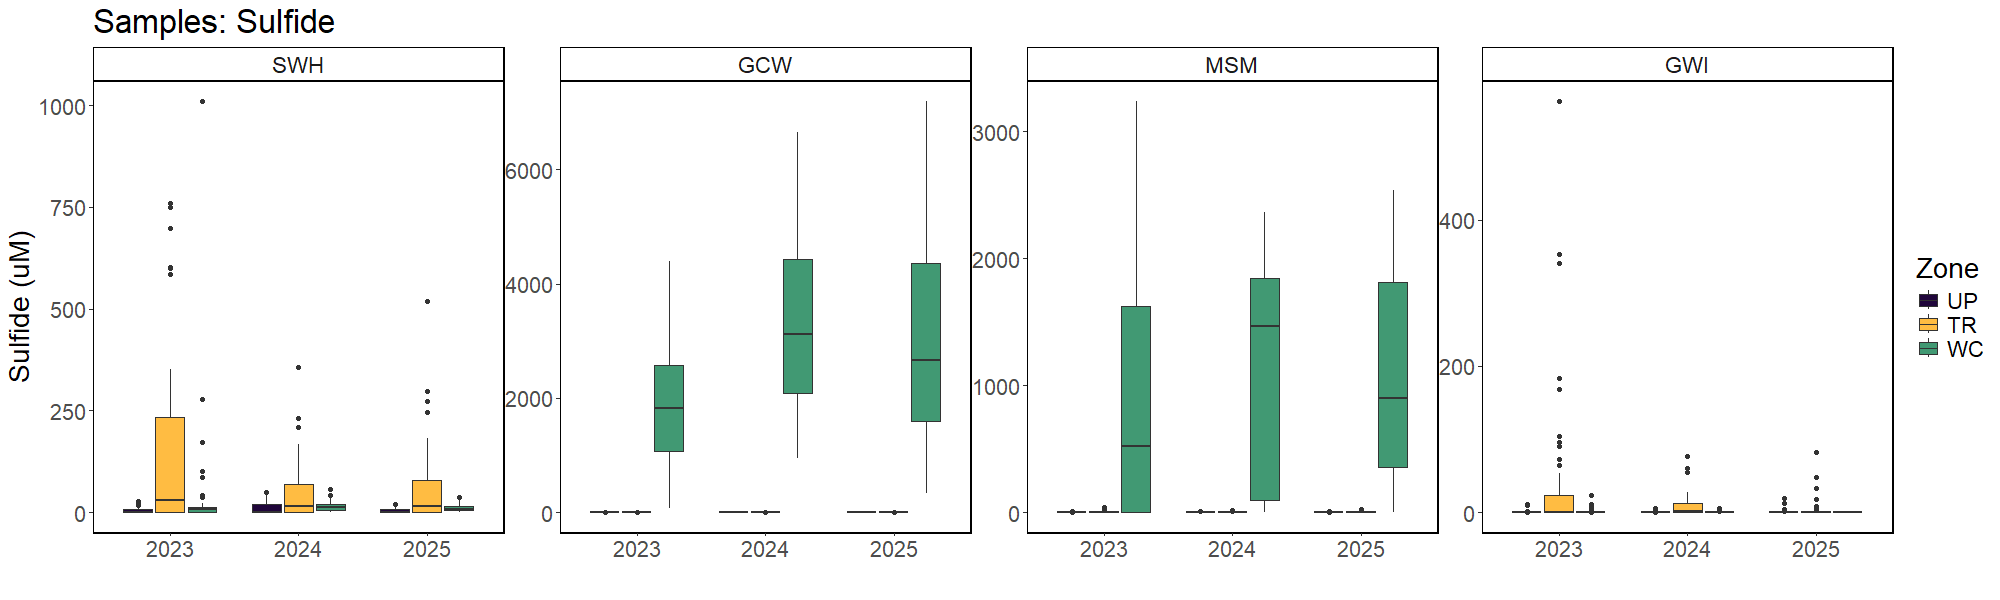 Samples: Sulfide
SWH
GCW
MSM
GWI
Sulfide (uM)
1000
750
500
250
0
6000
4000
2000
0
3000
2000
1000
0
400
200
0
2023 2024 2025
2023 2024 2025
2023 2024 2025
2023 2024 2025
Zone
UP
TR
WC